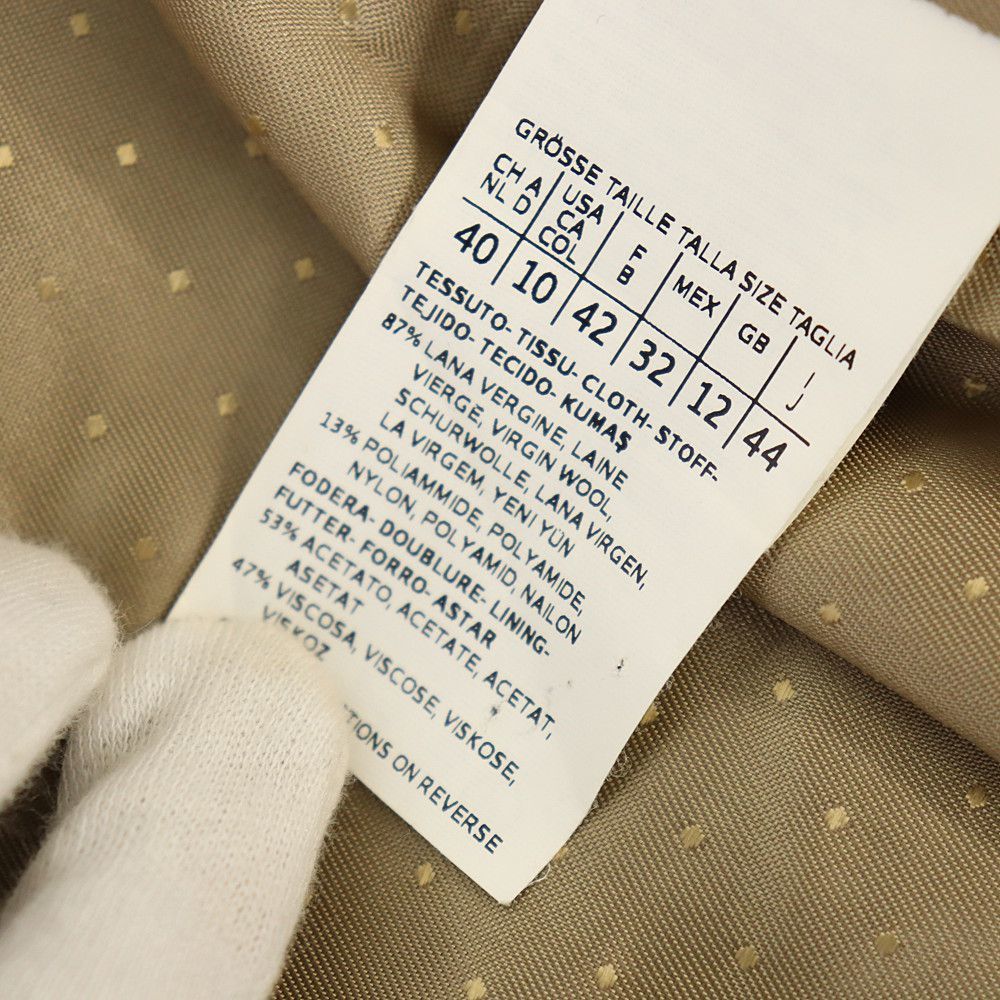 GRÖSSE TAILLE TALLA SIZE TAGLIA
CH A USA F MEX GB I
NL D CA B J
COL
40 10 42 32 12 44
TESSUTO- TISSU- CLOTH- STOFF-
TEJIDO- TECIDO- KUMAŞ
87% LANA VERGINE, LAINE
VIERGE, VIRGIN WOOL,
SCHURWOLLE, LANA VIRGEN,
LA VIRGEM, YENI YÜN
13% POLIAMMIDE, POLYAMIDE,
NYLON, POLYAMID, NAILON
FODERA- DOUBLURE- LINING-
FUTTER- FORRO- ASTAR
53% ACETATO, ACETATE, ACETAT,
ASETAT
47% VISCOSA, VISCOSE, VISKOSE,
VISKOZ
ON REVERSE